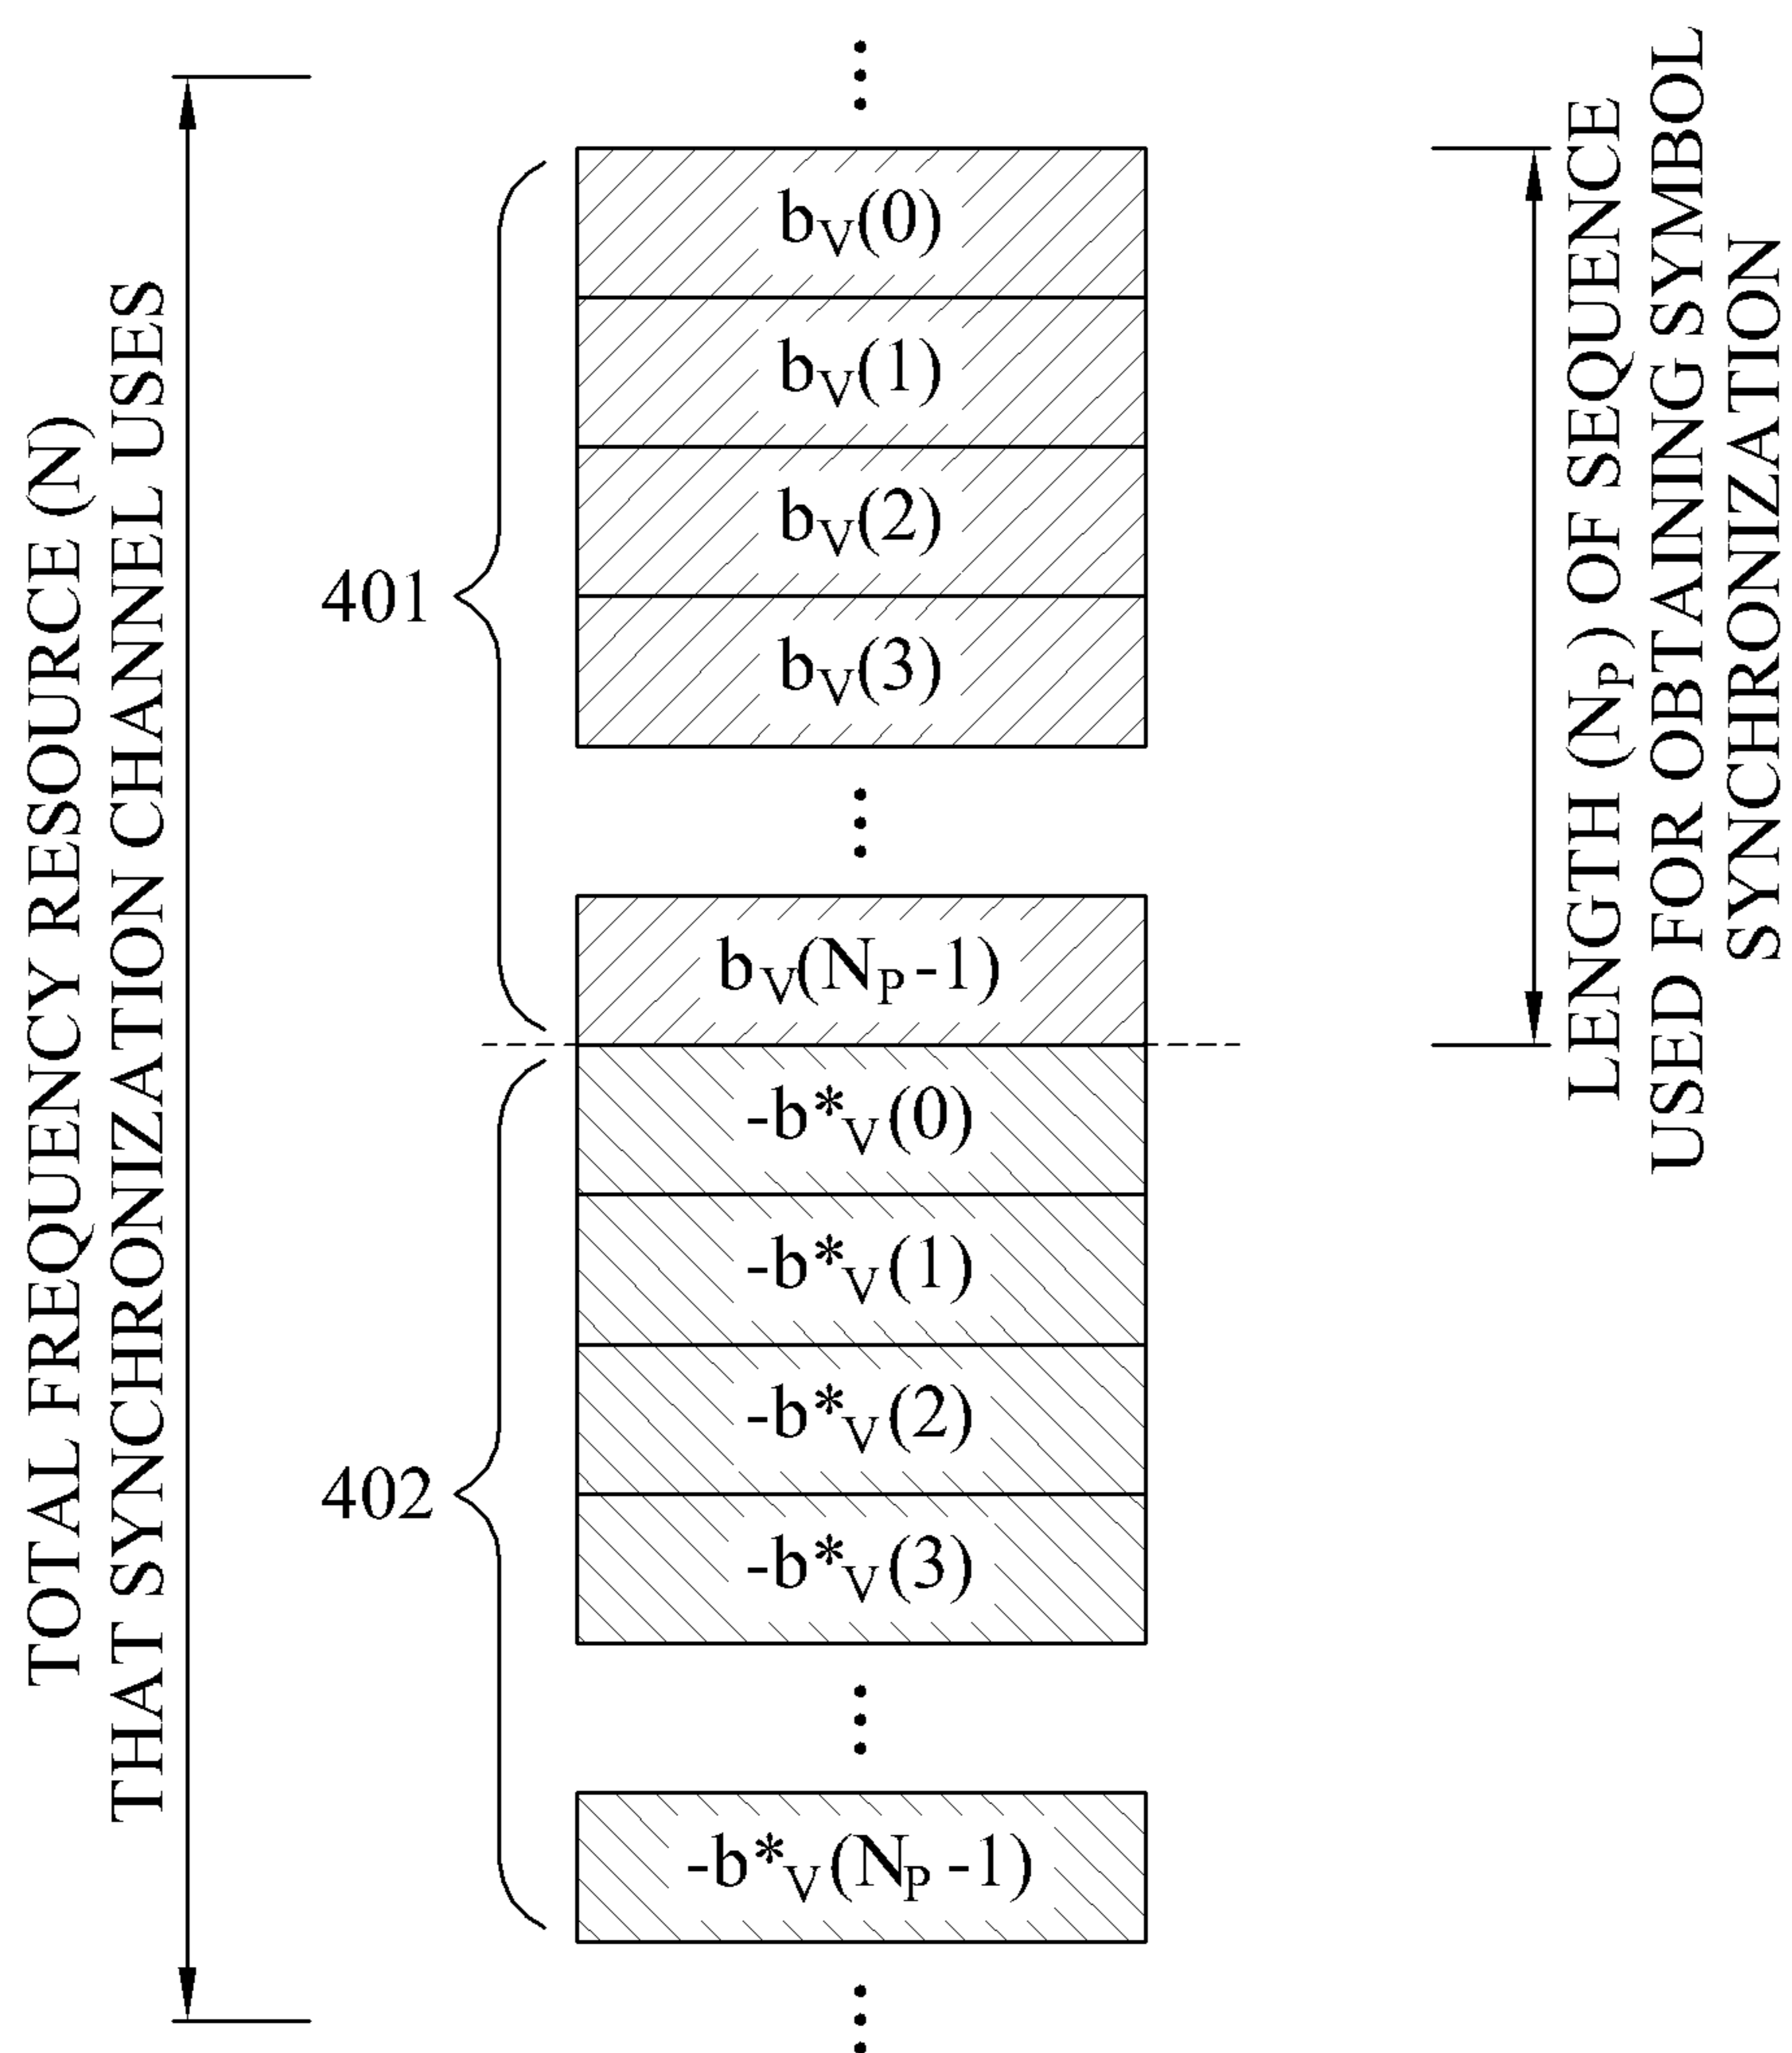 TOTAL FREQUENCY RESOURCE (N)
THAT SYNCHRONIZATION CHANNEL USES
401
402
b_V(0)
b_V(1)
b_V(2)
b_V(3)
b_V(N_P-1)
-b*_V(0)
-b*_V(1)
-b*_V(2)
-b*_V(3)
-b*_V(N_P-1)
LENGTH (N_P) OF SEQUENCE
USED FOR OBTAINING SYMBOL
SYNCHRONIZATION